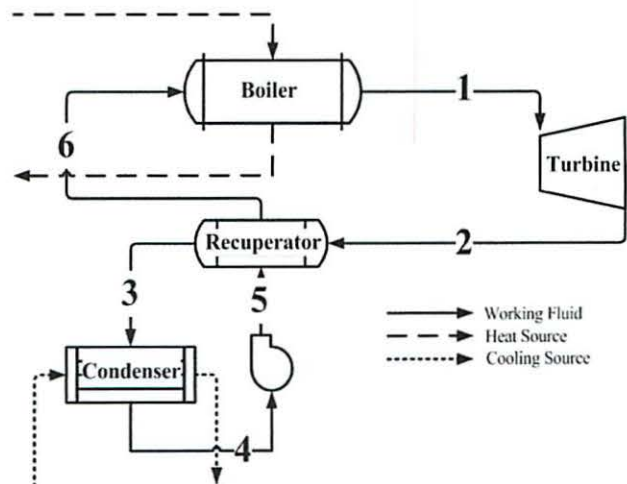 Boiler
1
6
Turbine
Recuperator
2
3
5
Working Fluid
Heat Source
Cooling Source
Condenser
4